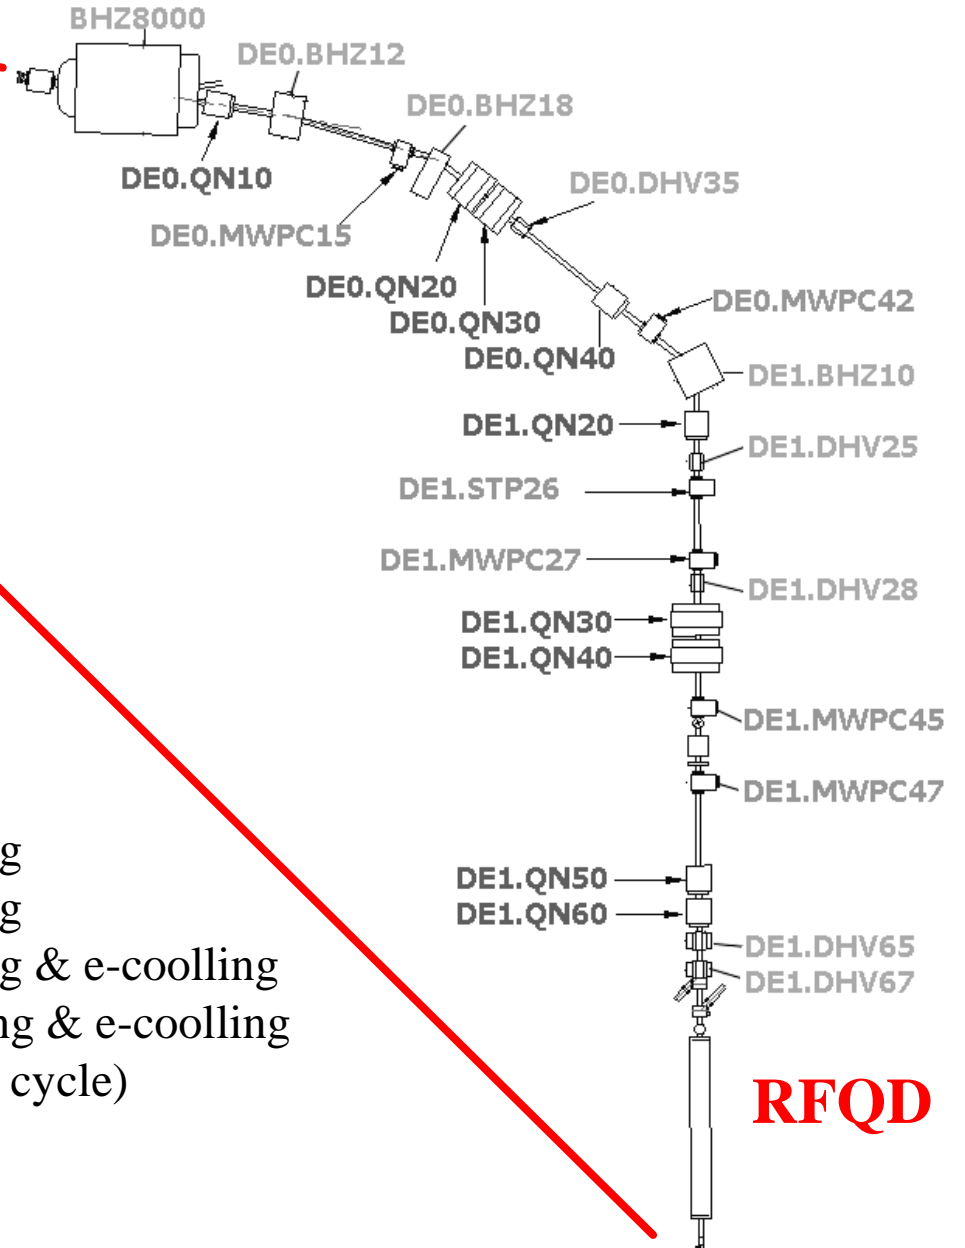 BHZ8000
DE0.BHZ12
DE0.BHZ18
DE0.QN10
DE0.DHV35
DE0.MWPC15
DE0.QN20
DE0.MWPC42
DE0.QN30
DE0.QN40
DE1.BHZ10
DE1.QN20
DE1.DHV25
DE1.STP26
DE1.MWPC27
DE1.DHV28
DE1.QN30
DE1.QN40
DE1.MWPC45
DE1.MWPC47
g
DE1.QN50
g
DE1.QN60
DE1.DHV65
g & e-coolling
DE1.DHV67
ng & e-coolling
cycle)
RFQD